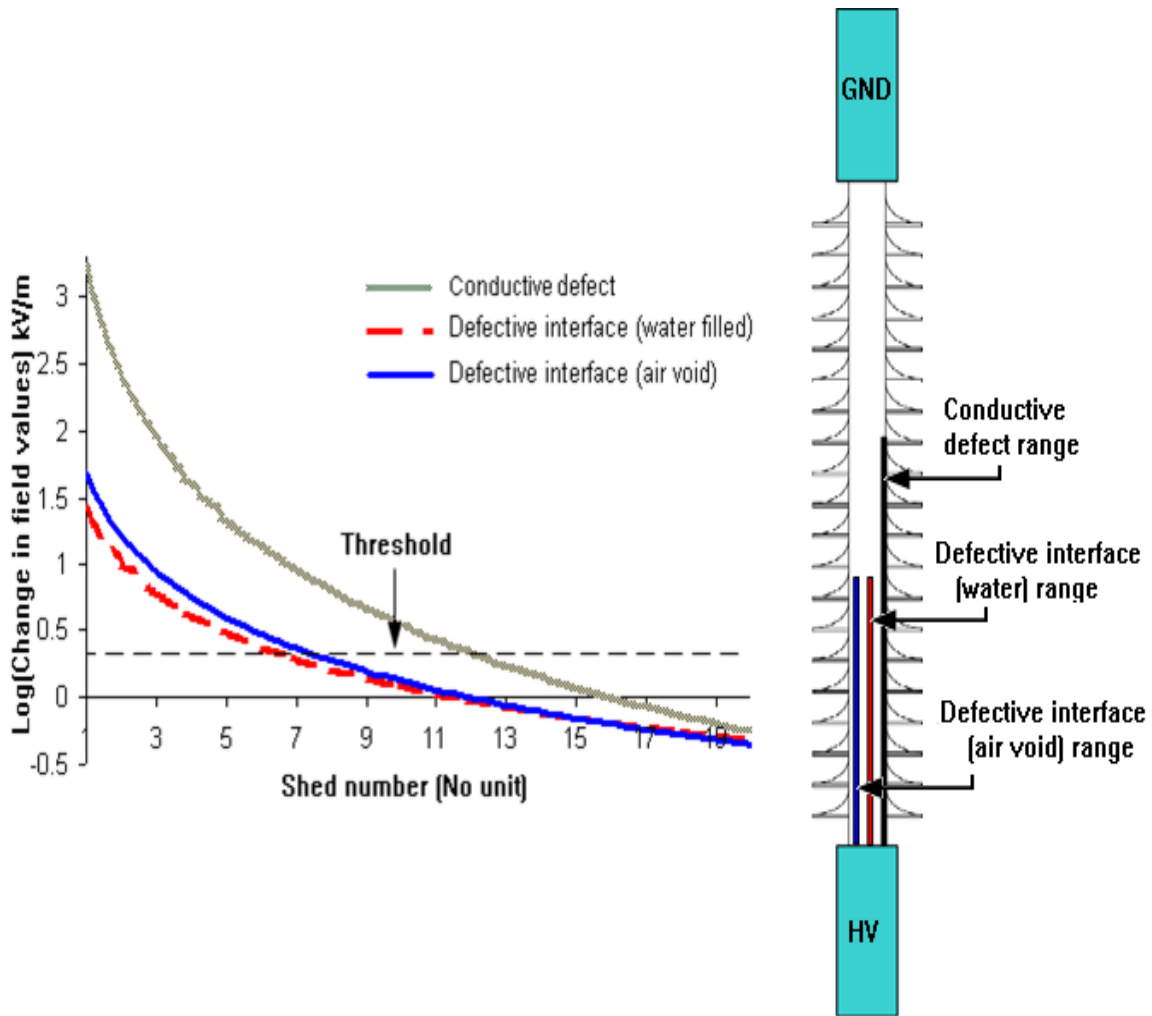 Log(Change in field values) kV/m
3
2.5
2
1.5
1
0.5
0
-0.5
3 5 7 9 11 13 15 17 19
Shed number (No unit)
Conductive defect
Defective interface (water filled)
Defective interface (air void)
Threshold
GND
Conductive
defect range
Defective interface
(water) range
Defective interface
(air void) range
HV